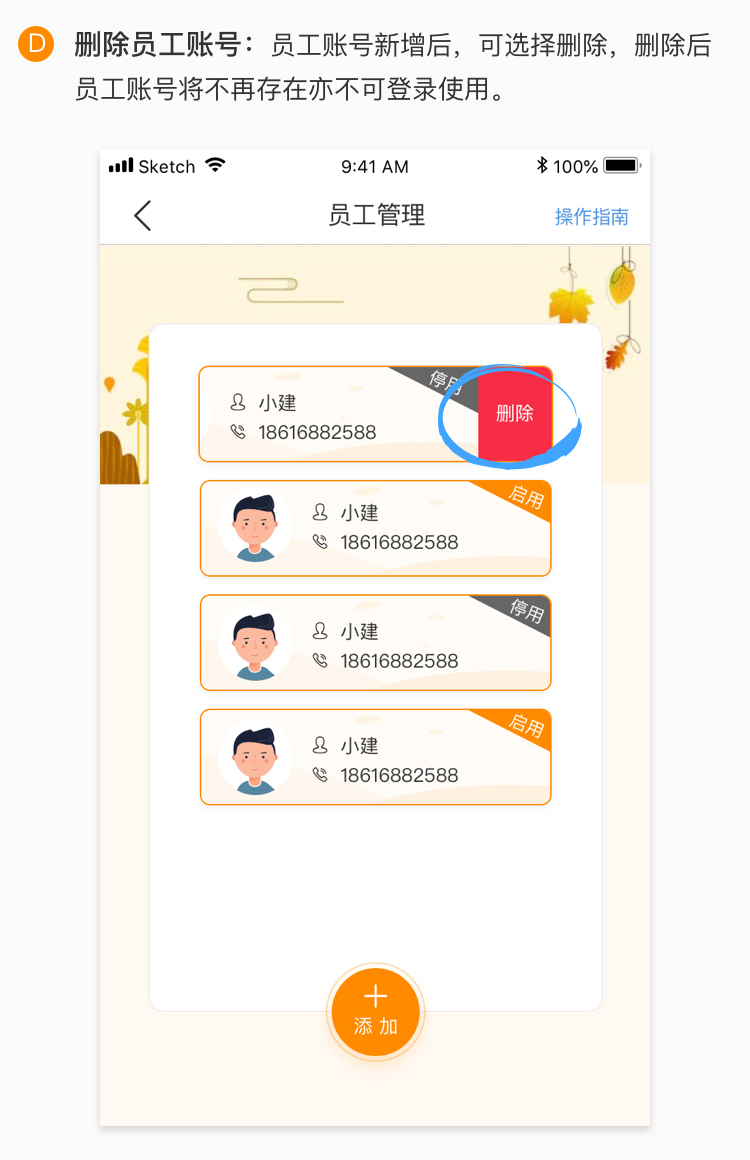 D 删除员工账号：员工账号新增后，可选择删除，删除后
员工账号将不再存在亦不可登录使用。
Sketch 9:41 AM 100%
员工管理 操作指南
停用
小建
删除
18616882588
启用
小建
18616882588
停用
小建
18616882588
启用
小建
18616882588
添加